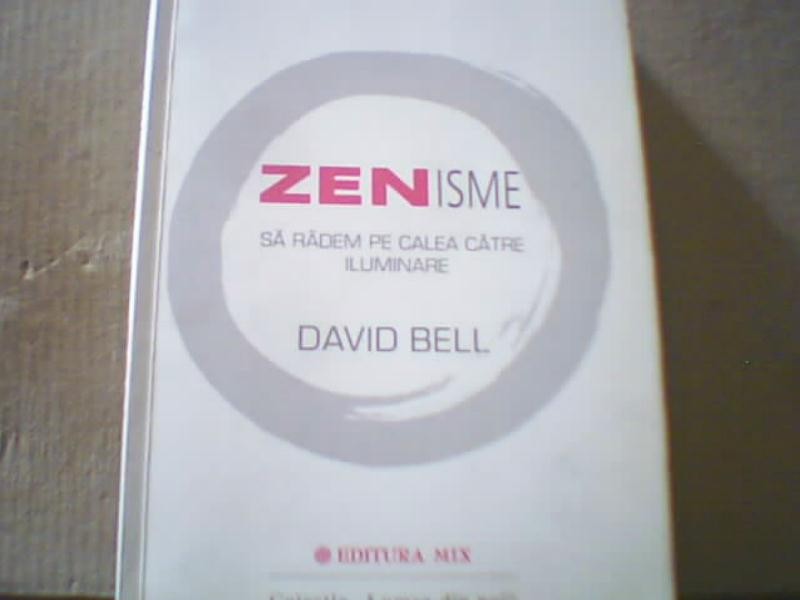 ZENISME
SĂ RÂDEM PE CALEA CĂTRE
ILUMINARE
DAVID BELL
EDITURA MIX